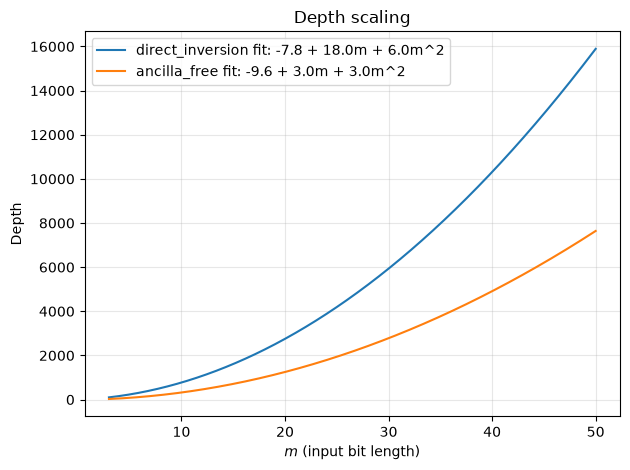 Depth scaling
direct_inversion fit: -7.8 + 18.0m + 6.0m^2
ancilla_free fit: -9.6 + 3.0m + 3.0m^2
16000
14000
12000
10000
8000
6000
4000
2000
0
Depth
10 20 30 40 50
m (input bit length)